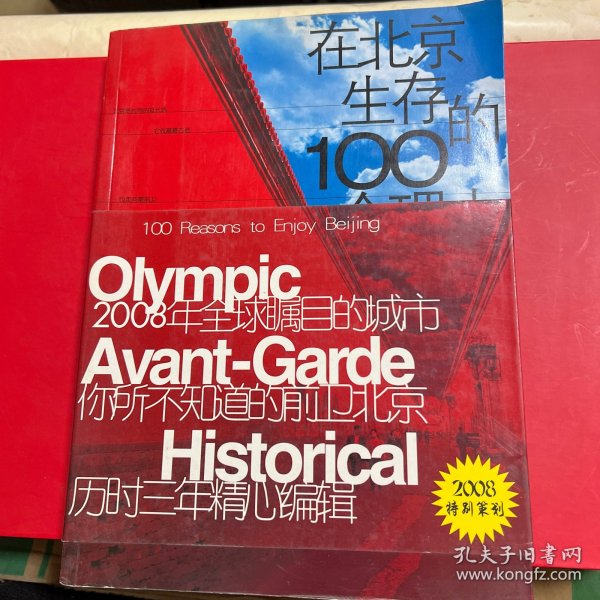 在北京
生存的
100
个理由
100 Reasons to Enjoy Beijing
Olympic
2008年全球瞩目的城市
Avant-Garde
你所不知道的前卫北京
Historical
历时三年精心编辑
2008
特别策划
孔夫子旧书网
www.kongfz.com